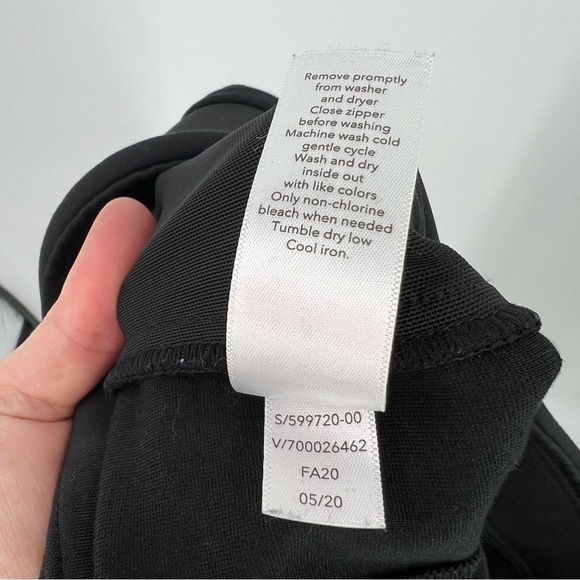 Remove promptly
from washer
and dryer
Close zipper
before washing
Machine wash cold
gentle cycle
Wash and dry
inside out
with like colors
Only non-chlorine
bleach when needed
Tumble dry low
Cool iron.
S/599720-00
V/700026462
FA20
05/20